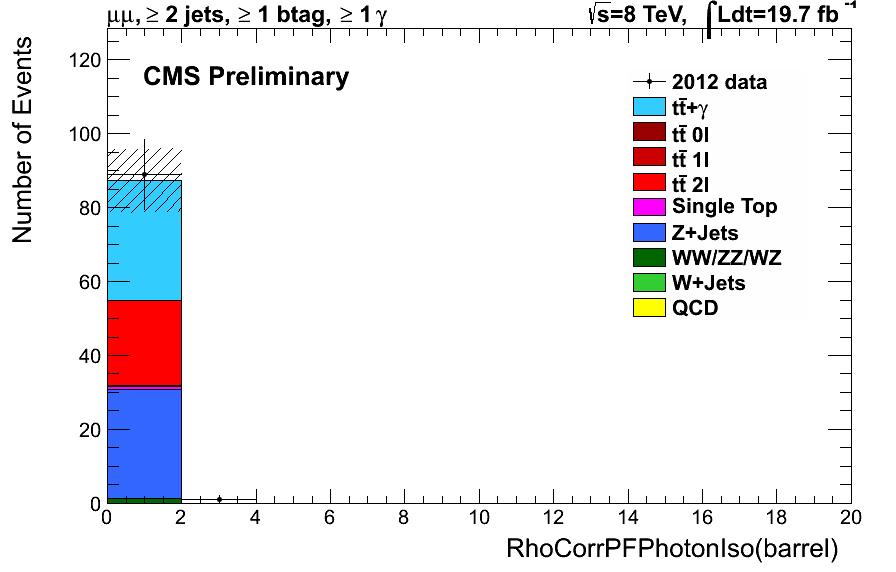 μμ, ≥ 2 jets, ≥ 1 btag, ≥ 1 γ
√s=8 TeV, ∫Ldt=19.7 fb⁻¹
CMS Preliminary
2012 data
tt̄+γ
tt̄ 0l
tt̄ 1l
tt̄ 2l
Single Top
Z+Jets
WW/ZZ/WZ
W+Jets
QCD
Number of Events
120
100
80
60
40
20
0
0 2 4 6 8 10 12 14 16 18 20
RhoCorrPFPhotonIso(barrel)